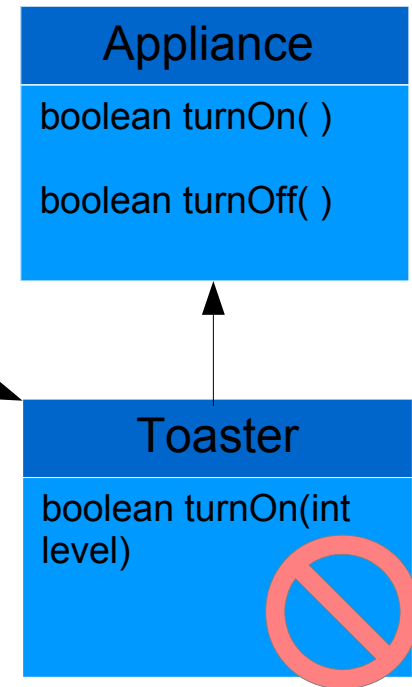 Appliance
boolean turnOn( )
boolean turnOff( )
Toaster
boolean turnOn(int
level)